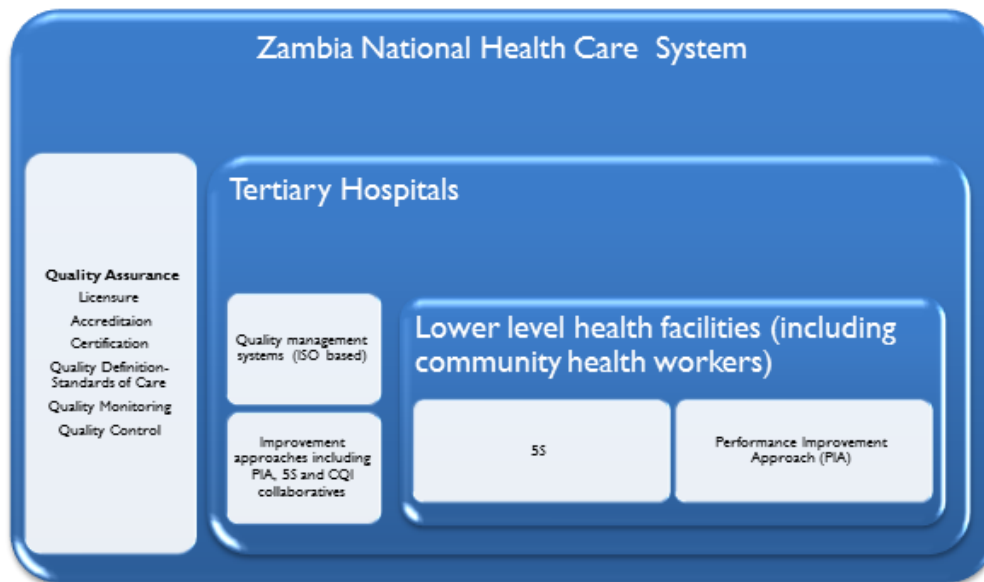 Zambia National Health Care System
Tertiary Hospitals
Quality Assurance
Licensure
Accreditaion
Certification
Quality Definition-
Standards of Care
Quality Monitoring
Quality Control
Quality management
systems (ISO based)
Improvement
approaches including
PIA, 5S and CQI
collaboratives
Lower level health facilities (including
community health workers)
5S
Performance Improvement
Approach (PIA)